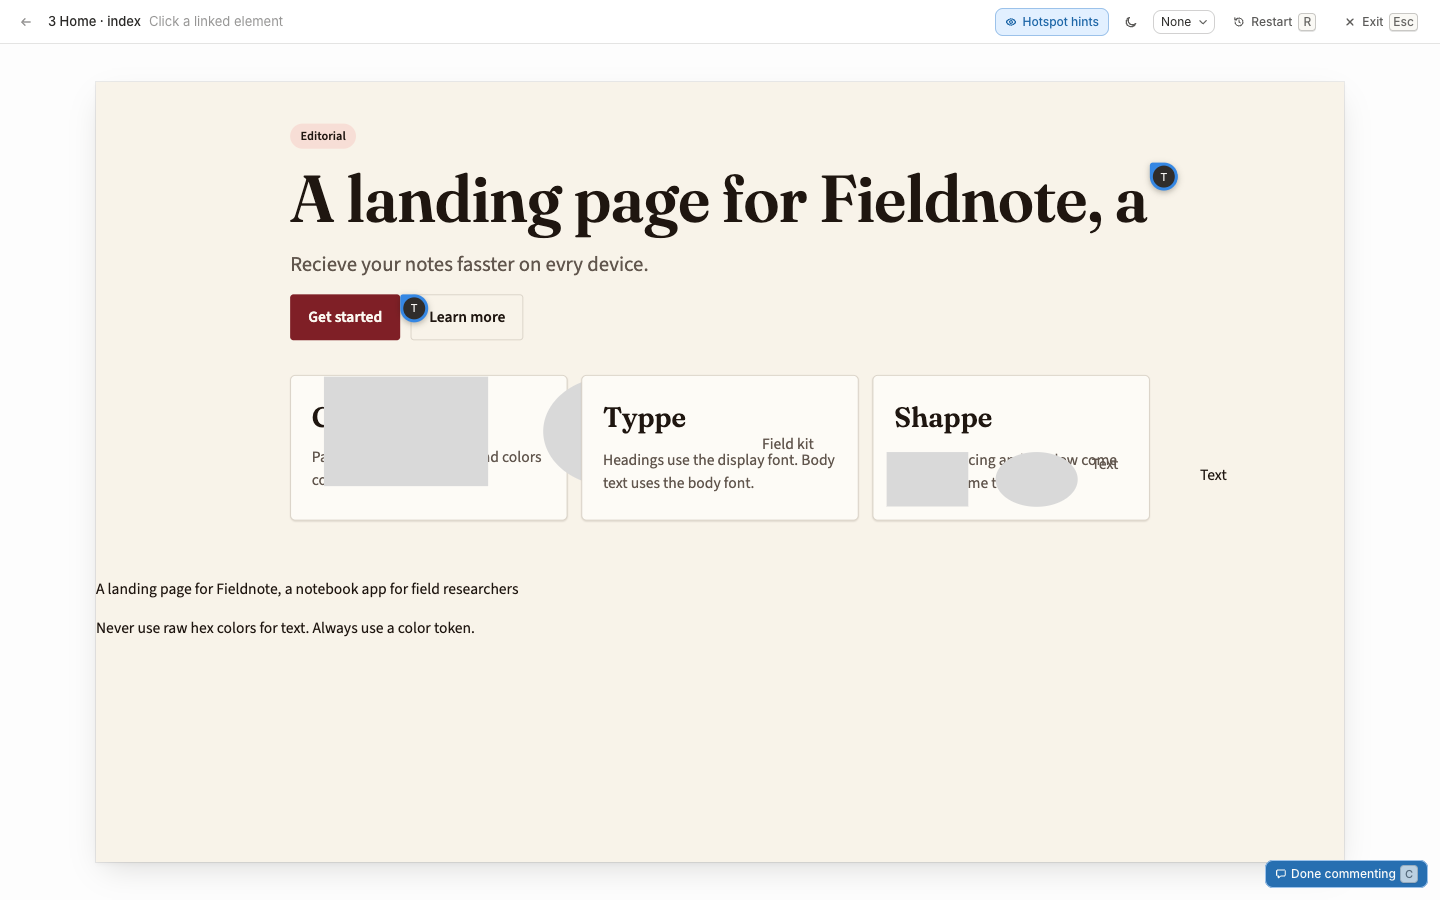 3 Home · index Click a linked element
Hotspot hints
None
Restart R
Exit Esc
Editorial
A landing page for Fieldnote, a
T
Recieve your notes fasster on evry device.
Get started
T
Learn more
Typpe
Field kit
Headings use the display font. Body
text uses the body font.
Shappe
Text
Text
colors
A landing page for Fieldnote, a notebook app for field researchers
Never use raw hex colors for text. Always use a color token.
Done commenting C